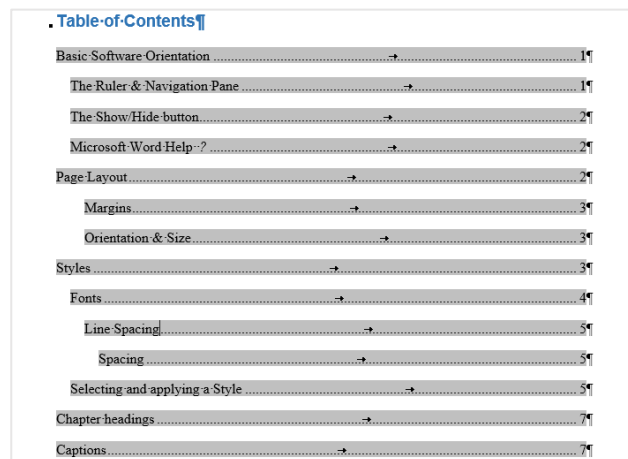 Table of Contents¶
Basic Software Orientation → 1¶
The Ruler & Navigation Pane → 1¶
The Show/Hide button → 2¶
Microsoft Word Help ? → 2¶
Page Layout → 2¶
Margins → 3¶
Orientation & Size → 3¶
Styles → 3¶
Fonts → 4¶
Line Spacing → 5¶
Spacing → 5¶
Selecting and applying a Style → 5¶
Chapter headings → 7¶
Captions → 7¶